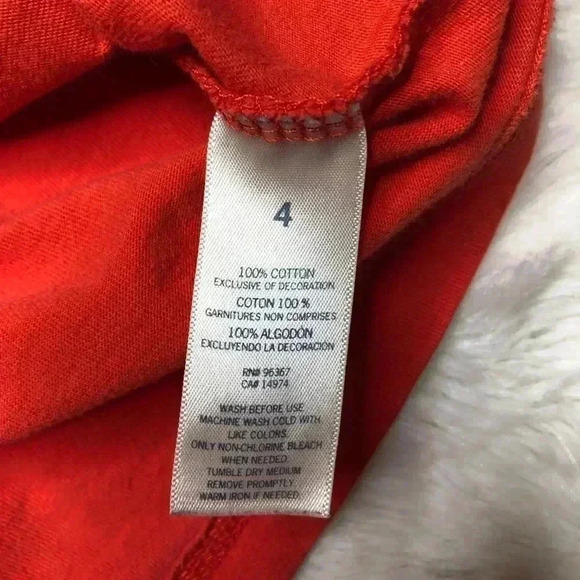 4
100% COTTON
EXCLUSIVE OF DECORATION
COTON 100 %
GARNITURES NON COMPRISES
100% ALGODÓN
EXCLUYENDO LA DECORACIÓN
RN# 96367
CA# 14974
WASH BEFORE USE
MACHINE WASH COLD WITH
LIKE COLORS.
ONLY NON-CHLORINE BLEACH
WHEN NEEDED.
TUMBLE DRY MEDIUM
REMOVE PROMPTLY.
WARM IRON IF NEEDED.